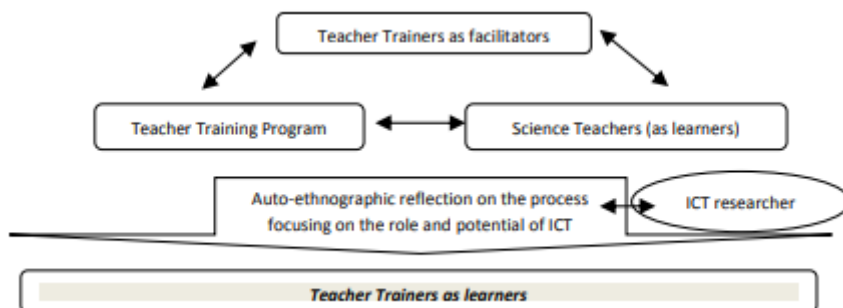 Teacher Trainers as facilitators
Teacher Training Program
Science Teachers (as learners)
Auto-ethnographic reflection on the process
focusing on the role and potential of ICT
ICT researcher
Teacher Trainers as learners